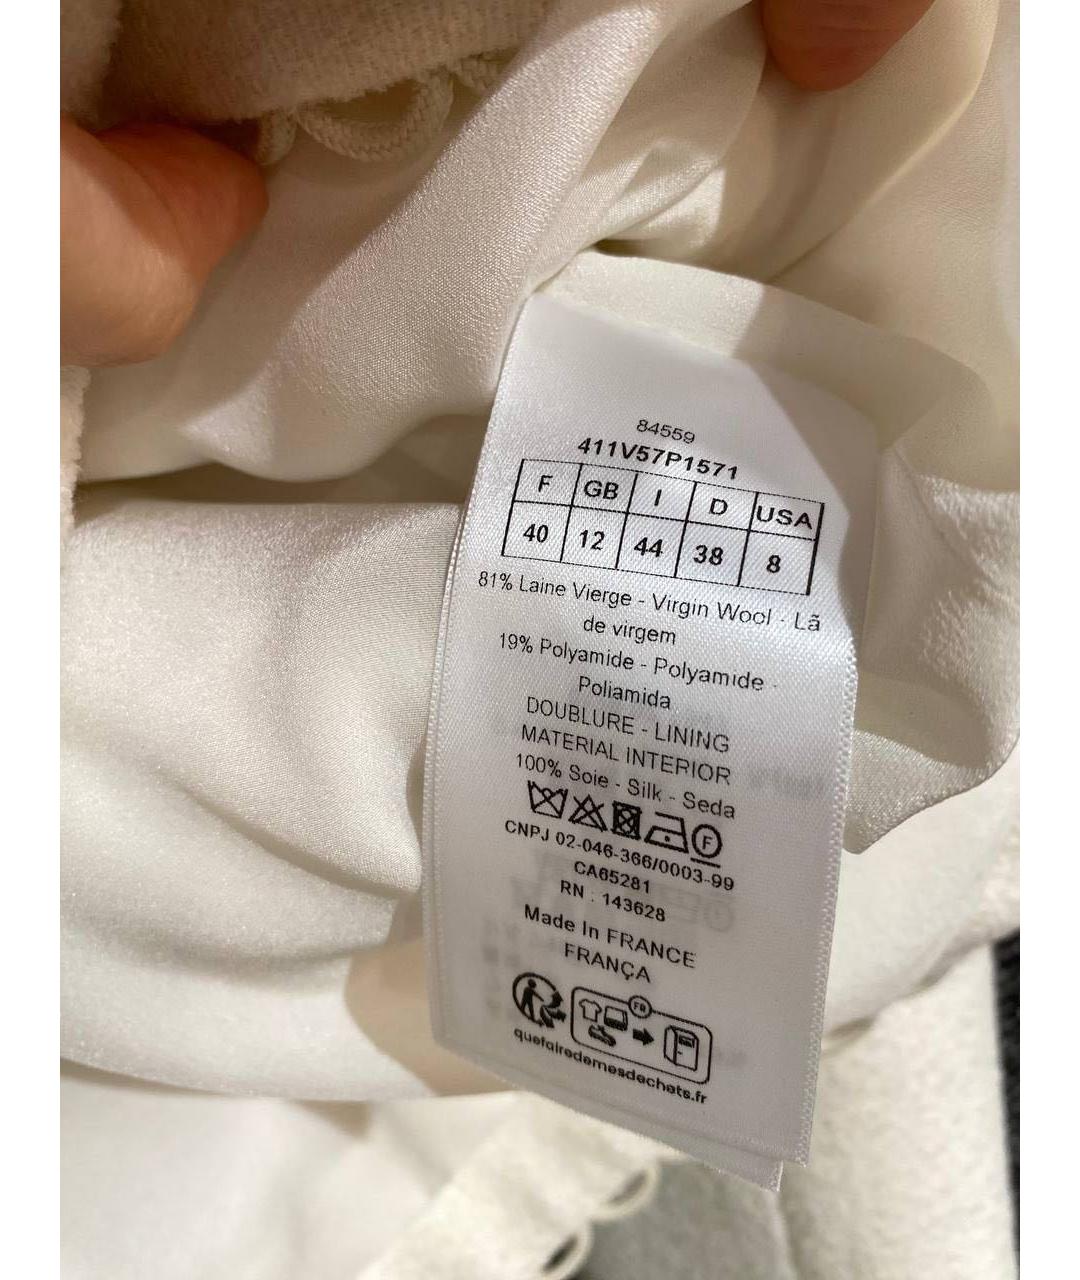 84559
411V57P1571
F GB I D USA
40 12 44 38 8
81% Laine Vierge - Virgin Wool - Lã
de virgem
19% Polyamide - Polyamide -
Poliamida
DOUBLURE - LINING
MATERIAL INTERIOR
100% Soie - Silk - Seda
F
CNPJ 02-046-366/0003-99
CA65281
RN : 143628
Made In FRANCE
FRANÇA
FR
quefairedemesdechets.fr